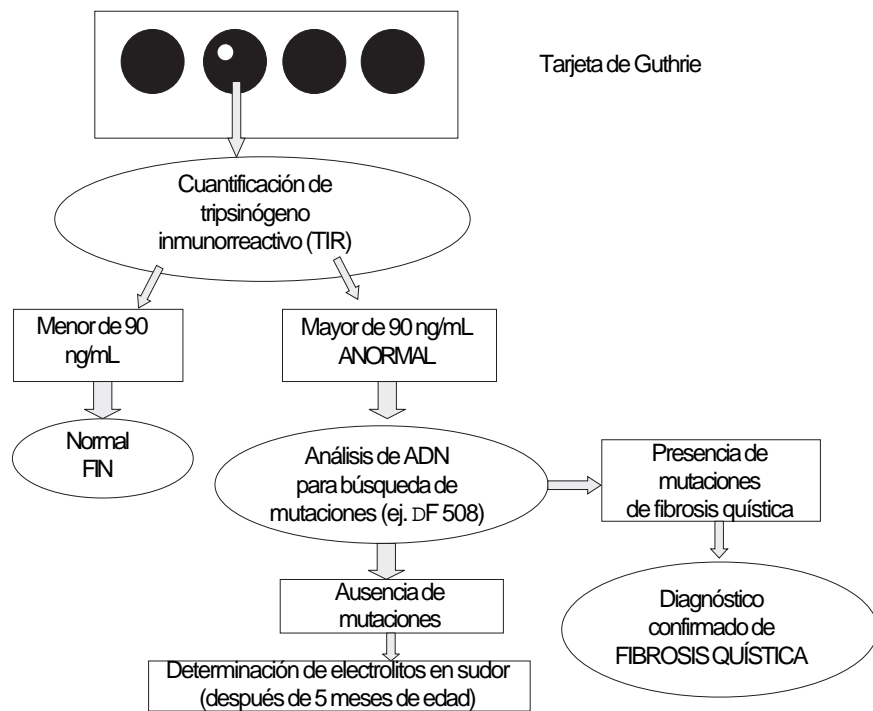 Tarjeta de Guthrie
Cuantificación de
tripsinógeno
inmunorreactivo (TIR)
Menor de 90
ng/mL
Mayor de 90 ng/mL
ANORMAL
Normal
FIN
Análisis de ADN
para búsqueda de
mutaciones (ej. DF 508)
Presencia de
mutaciones
de fibrosis quística
Ausencia de
mutaciones
Diagnóstico
confirmado de
FIBROSIS QUÍSTICA
Determinación de electrolitos en sudor
(después de 5 meses de edad)